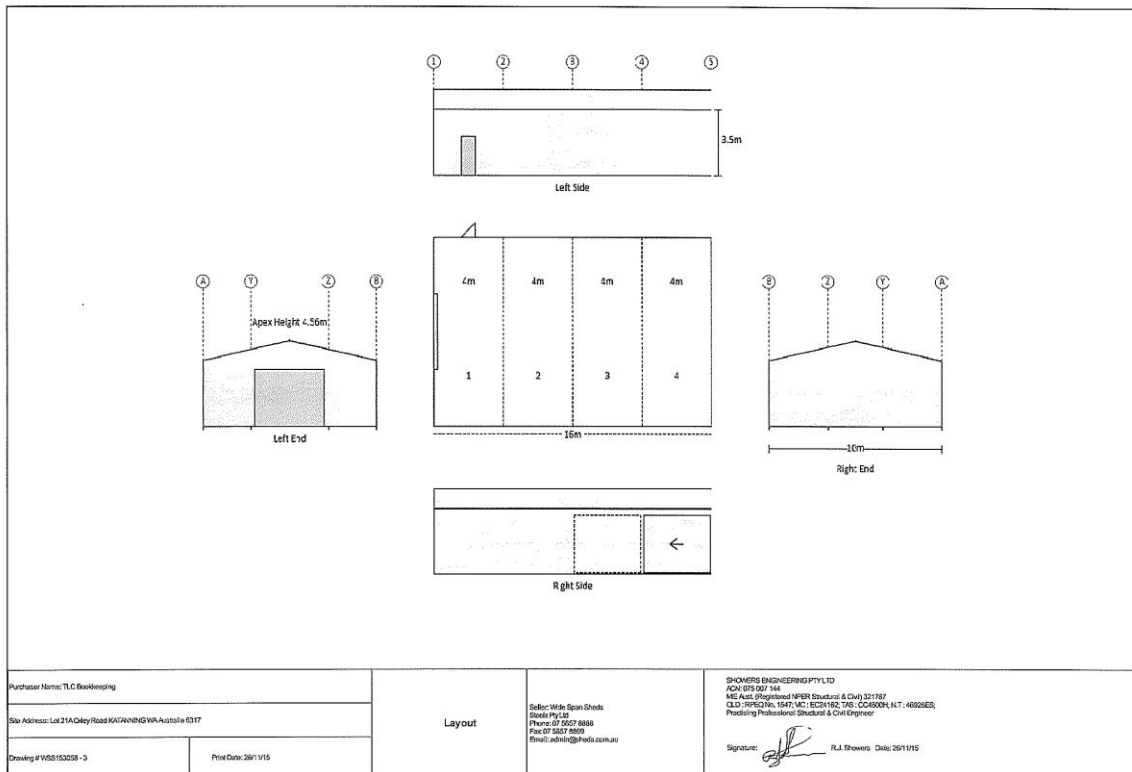 1 2 3 4 5
3.5m
Left Side
A Y Z B
Apex Height 4.56m
Left End
4m 4m 4m 4m
1 2 3 4
16m
B Z Y A
10m
Right End
Right Side
Purchaser Name: TLC Bookkeeping
Site Address: Lot 21A Oxley Road KATANNING WA Australia 6317
Drawing # WSS153058 - 3
Print Date: 26/11/15
Layout
Seller: Wide Span Sheds
Steelx Pty Ltd
Phone: 07 5657 8888
Fax: 07 5657 8899
Email: admin@sheds.com.au
SHOWERS ENGINEERING PTY LTD
ACN: 075 007 144
MIE Aust. (Registered NPER Structural & Civil) 321787
QLD : RPEQ No. 1547; VIC : EC24162; TAS : CC4600H; N.T : 46926ES;
Practising Professional Structural & Civil Engineer
Signature:
R.J. Showers Date: 26/11/15